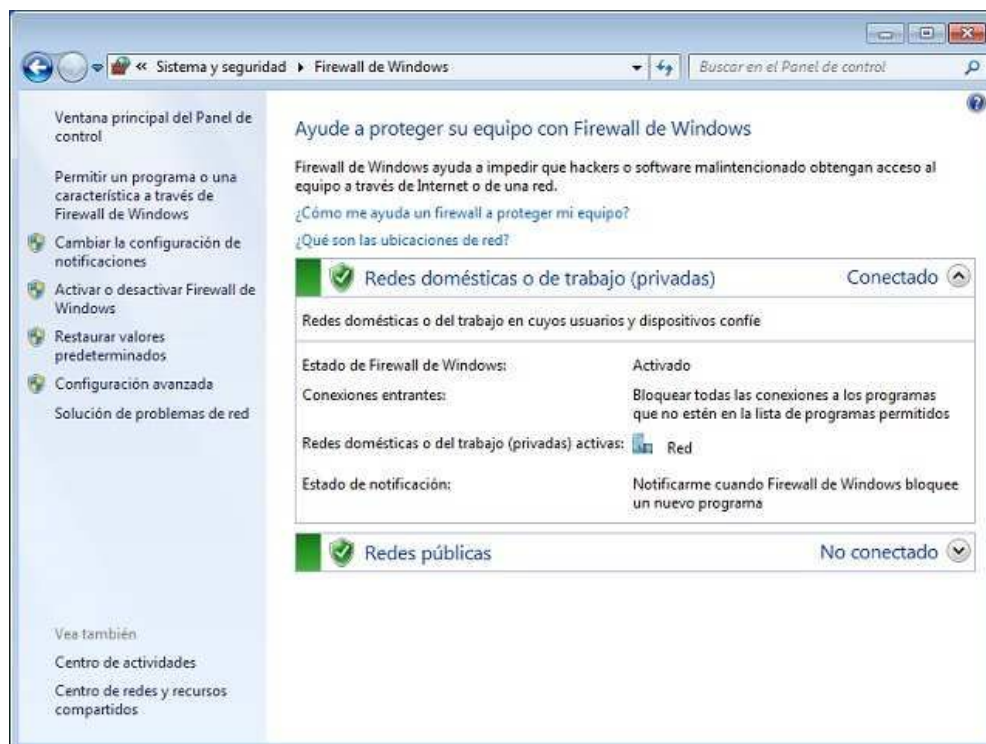 « Sistema y seguridad ▸ Firewall de Windows
Buscar en el Panel de control
Ventana principal del Panel de
control
Permitir un programa o una
característica a través de
Firewall de Windows
Cambiar la configuración de
notificaciones
Activar o desactivar Firewall de
Windows
Restaurar valores
predeterminados
Configuración avanzada
Solución de problemas de red
Vea también
Centro de actividades
Centro de redes y recursos
compartidos
Ayude a proteger su equipo con Firewall de Windows
Firewall de Windows ayuda a impedir que hackers o software malintencionado obtengan acceso al
equipo a través de Internet o de una red.
¿Cómo me ayuda un firewall a proteger mi equipo?
¿Qué son las ubicaciones de red?
Redes domésticas o de trabajo (privadas) Conectado
Redes domésticas o del trabajo en cuyos usuarios y dispositivos confíe
Estado de Firewall de Windows: Activado
Conexiones entrantes: Bloquear todas las conexiones a los programas
que no estén en la lista de programas permitidos
Redes domésticas o del trabajo (privadas) activas: Red
Estado de notificación: Notificarme cuando Firewall de Windows bloquee
un nuevo programa
Redes públicas No conectado